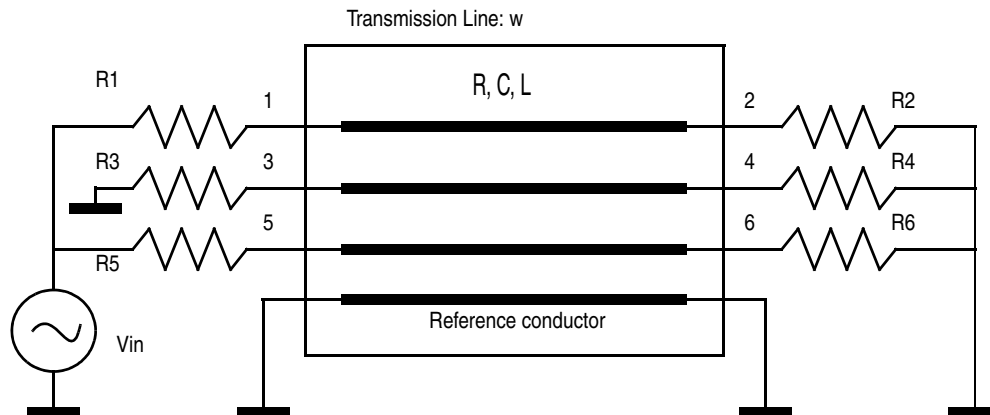 Transmission Line: w
R, C, L
R1
1
2
R2
R3
3
4
R4
5
6
R6
R5
Reference conductor
Vin